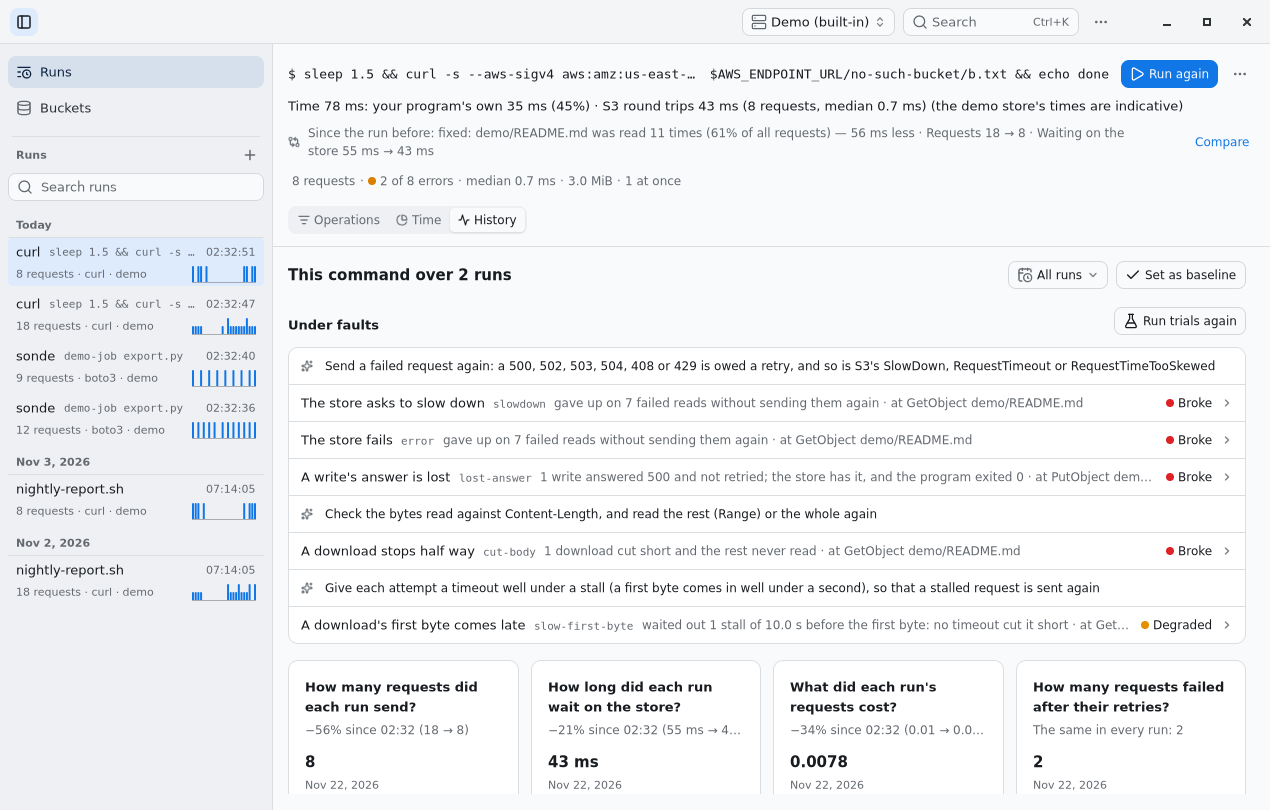 Demo (built-in)
Search
Ctrl+K
Runs
Buckets
Runs
Search runs
Today
curl sleep 1.5 && curl -s … 02:32:51
8 requests · curl · demo
curl sleep 1.5 && curl -s … 02:32:47
18 requests · curl · demo
sonde demo-job export.py 02:32:40
9 requests · boto3 · demo
sonde demo-job export.py 02:32:36
12 requests · boto3 · demo
Nov 3, 2026
nightly-report.sh 07:14:05
8 requests · curl · demo
Nov 2, 2026
nightly-report.sh 07:14:05
18 requests · curl · demo
$ sleep 1.5 && curl -s --aws-sigv4 aws:amz:us-east-… $AWS_ENDPOINT_URL/no-such-bucket/b.txt && echo done
Run again
Time 78 ms: your program's own 35 ms (45%) · S3 round trips 43 ms (8 requests, median 0.7 ms) (the demo store's times are indicative)
Since the run before: fixed: demo/README.md was read 11 times (61% of all requests) — 56 ms less · Requests 18 → 8 · Waiting on the
store 55 ms → 43 ms
Compare
8 requests · 2 of 8 errors · median 0.7 ms · 3.0 MiB · 1 at once
Operations
Time
History
This command over 2 runs
All runs
Set as baseline
Under faults
Run trials again
Send a failed request again: a 500, 502, 503, 504, 408 or 429 is owed a retry, and so is S3's SlowDown, RequestTimeout or RequestTimeTooSkewed
The store asks to slow down slowdown gave up on 7 failed reads without sending them again · at GetObject demo/README.md Broke
The store fails error gave up on 7 failed reads without sending them again · at GetObject demo/README.md Broke
A write's answer is lost lost-answer 1 write answered 500 and not retried; the store has it, and the program exited 0 · at PutObject dem… Broke
Check the bytes read against Content-Length, and read the rest (Range) or the whole again
A download stops half way cut-body 1 download cut short and the rest never read · at GetObject demo/README.md Broke
Give each attempt a timeout well under a stall (a first byte comes in well under a second), so that a stalled request is sent again
A download's first byte comes late slow-first-byte waited out 1 stall of 10.0 s before the first byte: no timeout cut it short · at Get… Degraded
How many requests did
each run send?
−56% since 02:32 (18 → 8)
8
Nov 22, 2026
How long did each run
wait on the store?
−21% since 02:32 (55 ms → 4…
43 ms
Nov 22, 2026
What did each run's
requests cost?
−34% since 02:32 (0.01 → 0.0…
0.0078
Nov 22, 2026
How many requests failed
after their retries?
The same in every run: 2
2
Nov 22, 2026